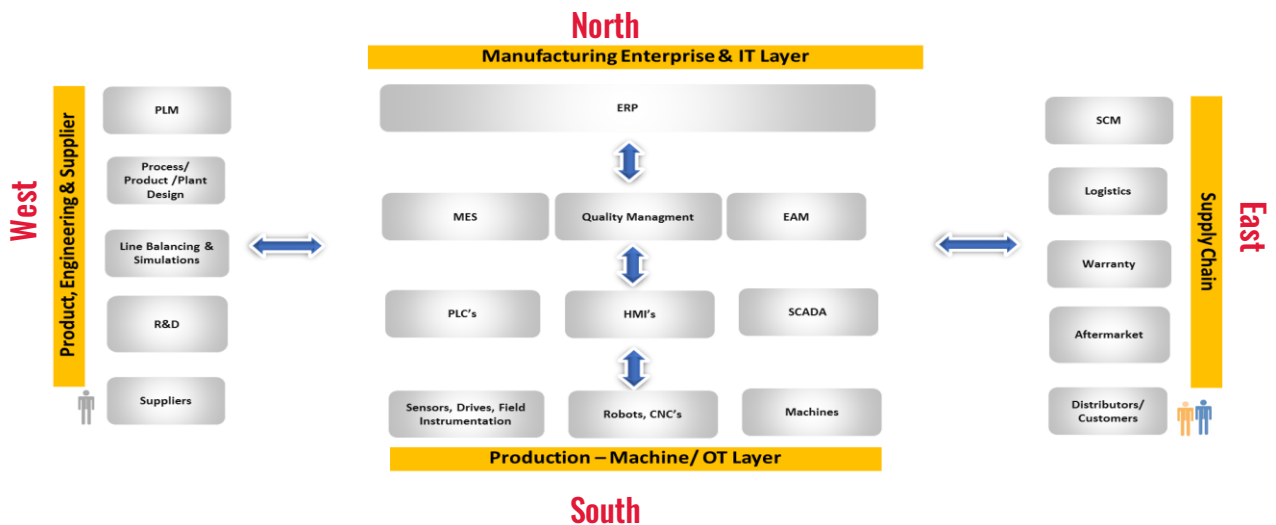 North
Manufacturing Enterprise & IT Layer
West
Product, Engineering & Supplier
PLM
Process/
Product /Plant
Design
Line Balancing &
Simulations
R&D
Suppliers
ERP
MES
Quality Managment
EAM
PLC's
HMI's
SCADA
Sensors, Drives, Field
Instrumentation
Robots, CNC's
Machines
Production – Machine/ OT Layer
South
SCM
Logistics
Warranty
Aftermarket
Distributors/
Customers
Supply Chain
East